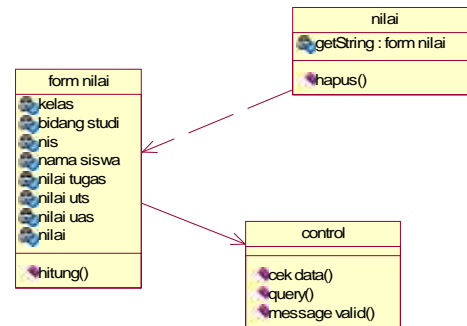 nilai
getString : form nilai
hapus()
form nilai
kelas
bidang studi
nis
nama siswa
nilai tugas
nilai uts
nilai uas
nilai
hitung()
control
cek data()
query()
message valid()